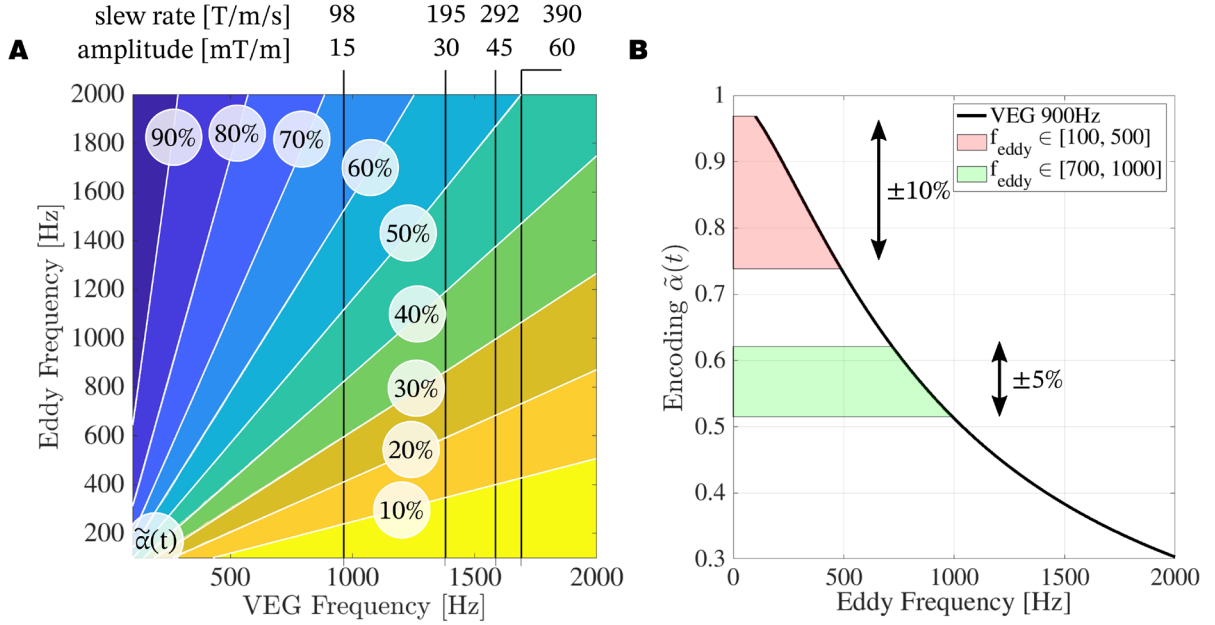 slew rate [T/m/s] 98 195 292 390
amplitude [mT/m] 15 30 45 60
A
2000
1800
1600
1400
1200
1000
800
600
400
200
Eddy Frequency [Hz]
90%
80%
70%
60%
50%
40%
30%
20%
10%
α̃(t)
500 1000 1500 2000
VEG Frequency [Hz]
B
1
0.9
0.8
0.7
0.6
0.5
0.4
0.3
Encoding α̃(t)
VEG 900Hz
f_eddy ∈ [100, 500]
f_eddy ∈ [700, 1000]
±10%
±5%
0 500 1000 1500 2000
Eddy Frequency [Hz]